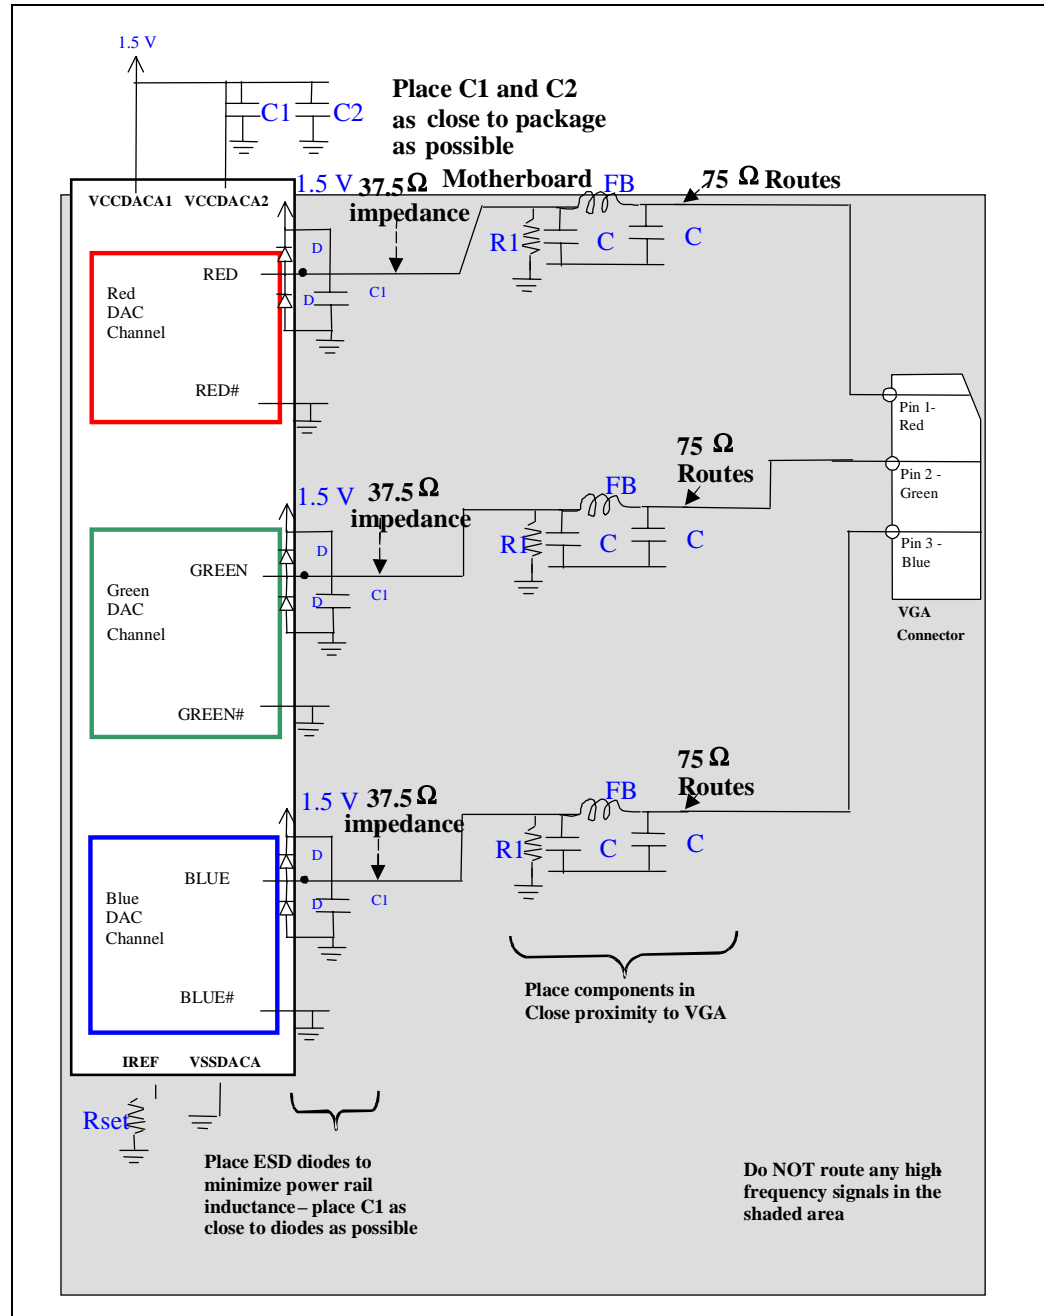 1.5 V
C1
C2
Place C1 and C2
as close to package
as possible
VCCDACA1 VCCDACA2
1.5 V
37.5 Ω
impedance
Motherboard
FB
75 Ω Routes
D
RED
R1
C
C
Red
DAC
Channel
D
C1
RED#
Pin 1-
Red
75 Ω
Routes
Pin 2 -
Green
1.5 V
37.5 Ω
impedance
FB
D
R1
C
C
Pin 3 -
Blue
GREEN
Green
DAC
Channel
D
C1
VGA
Connector
GREEN#
75 Ω
Routes
1.5 V
37.5 Ω
impedance
FB
D
R1
C
C
BLUE
Blue
DAC
Channel
D
C1
BLUE#
Place components in
Close proximity to VGA
IREF
VSSDACA
Rset
Place ESD diodes to
minimize power rail
inductance – place C1 as
close to diodes as possible
Do NOT route any high-
frequency signals in the
shaded area